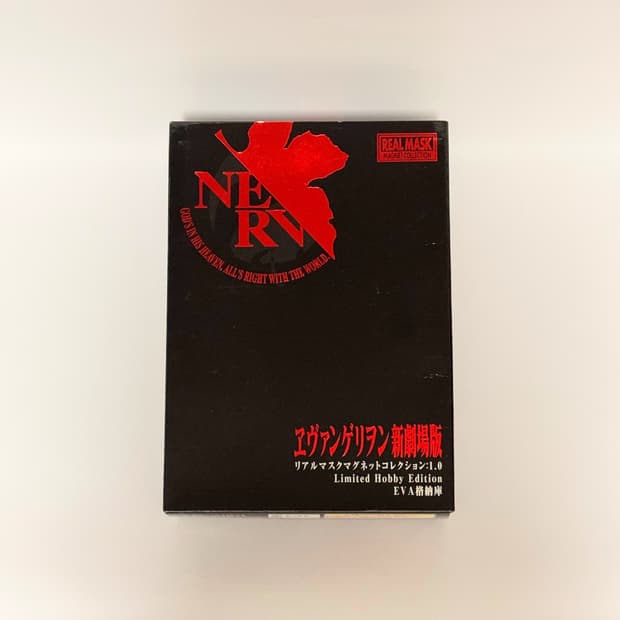 REAL MASK
MAGNET COLLECTION
NERV
GOD'S IN HIS HEAVEN. ALL'S RIGHT WITH THE WORLD.
ヱヴァンゲリヲン新劇場版
リアルマスクマグネットコレクション:1.0
Limited Hobby Edition
EVA格納庫